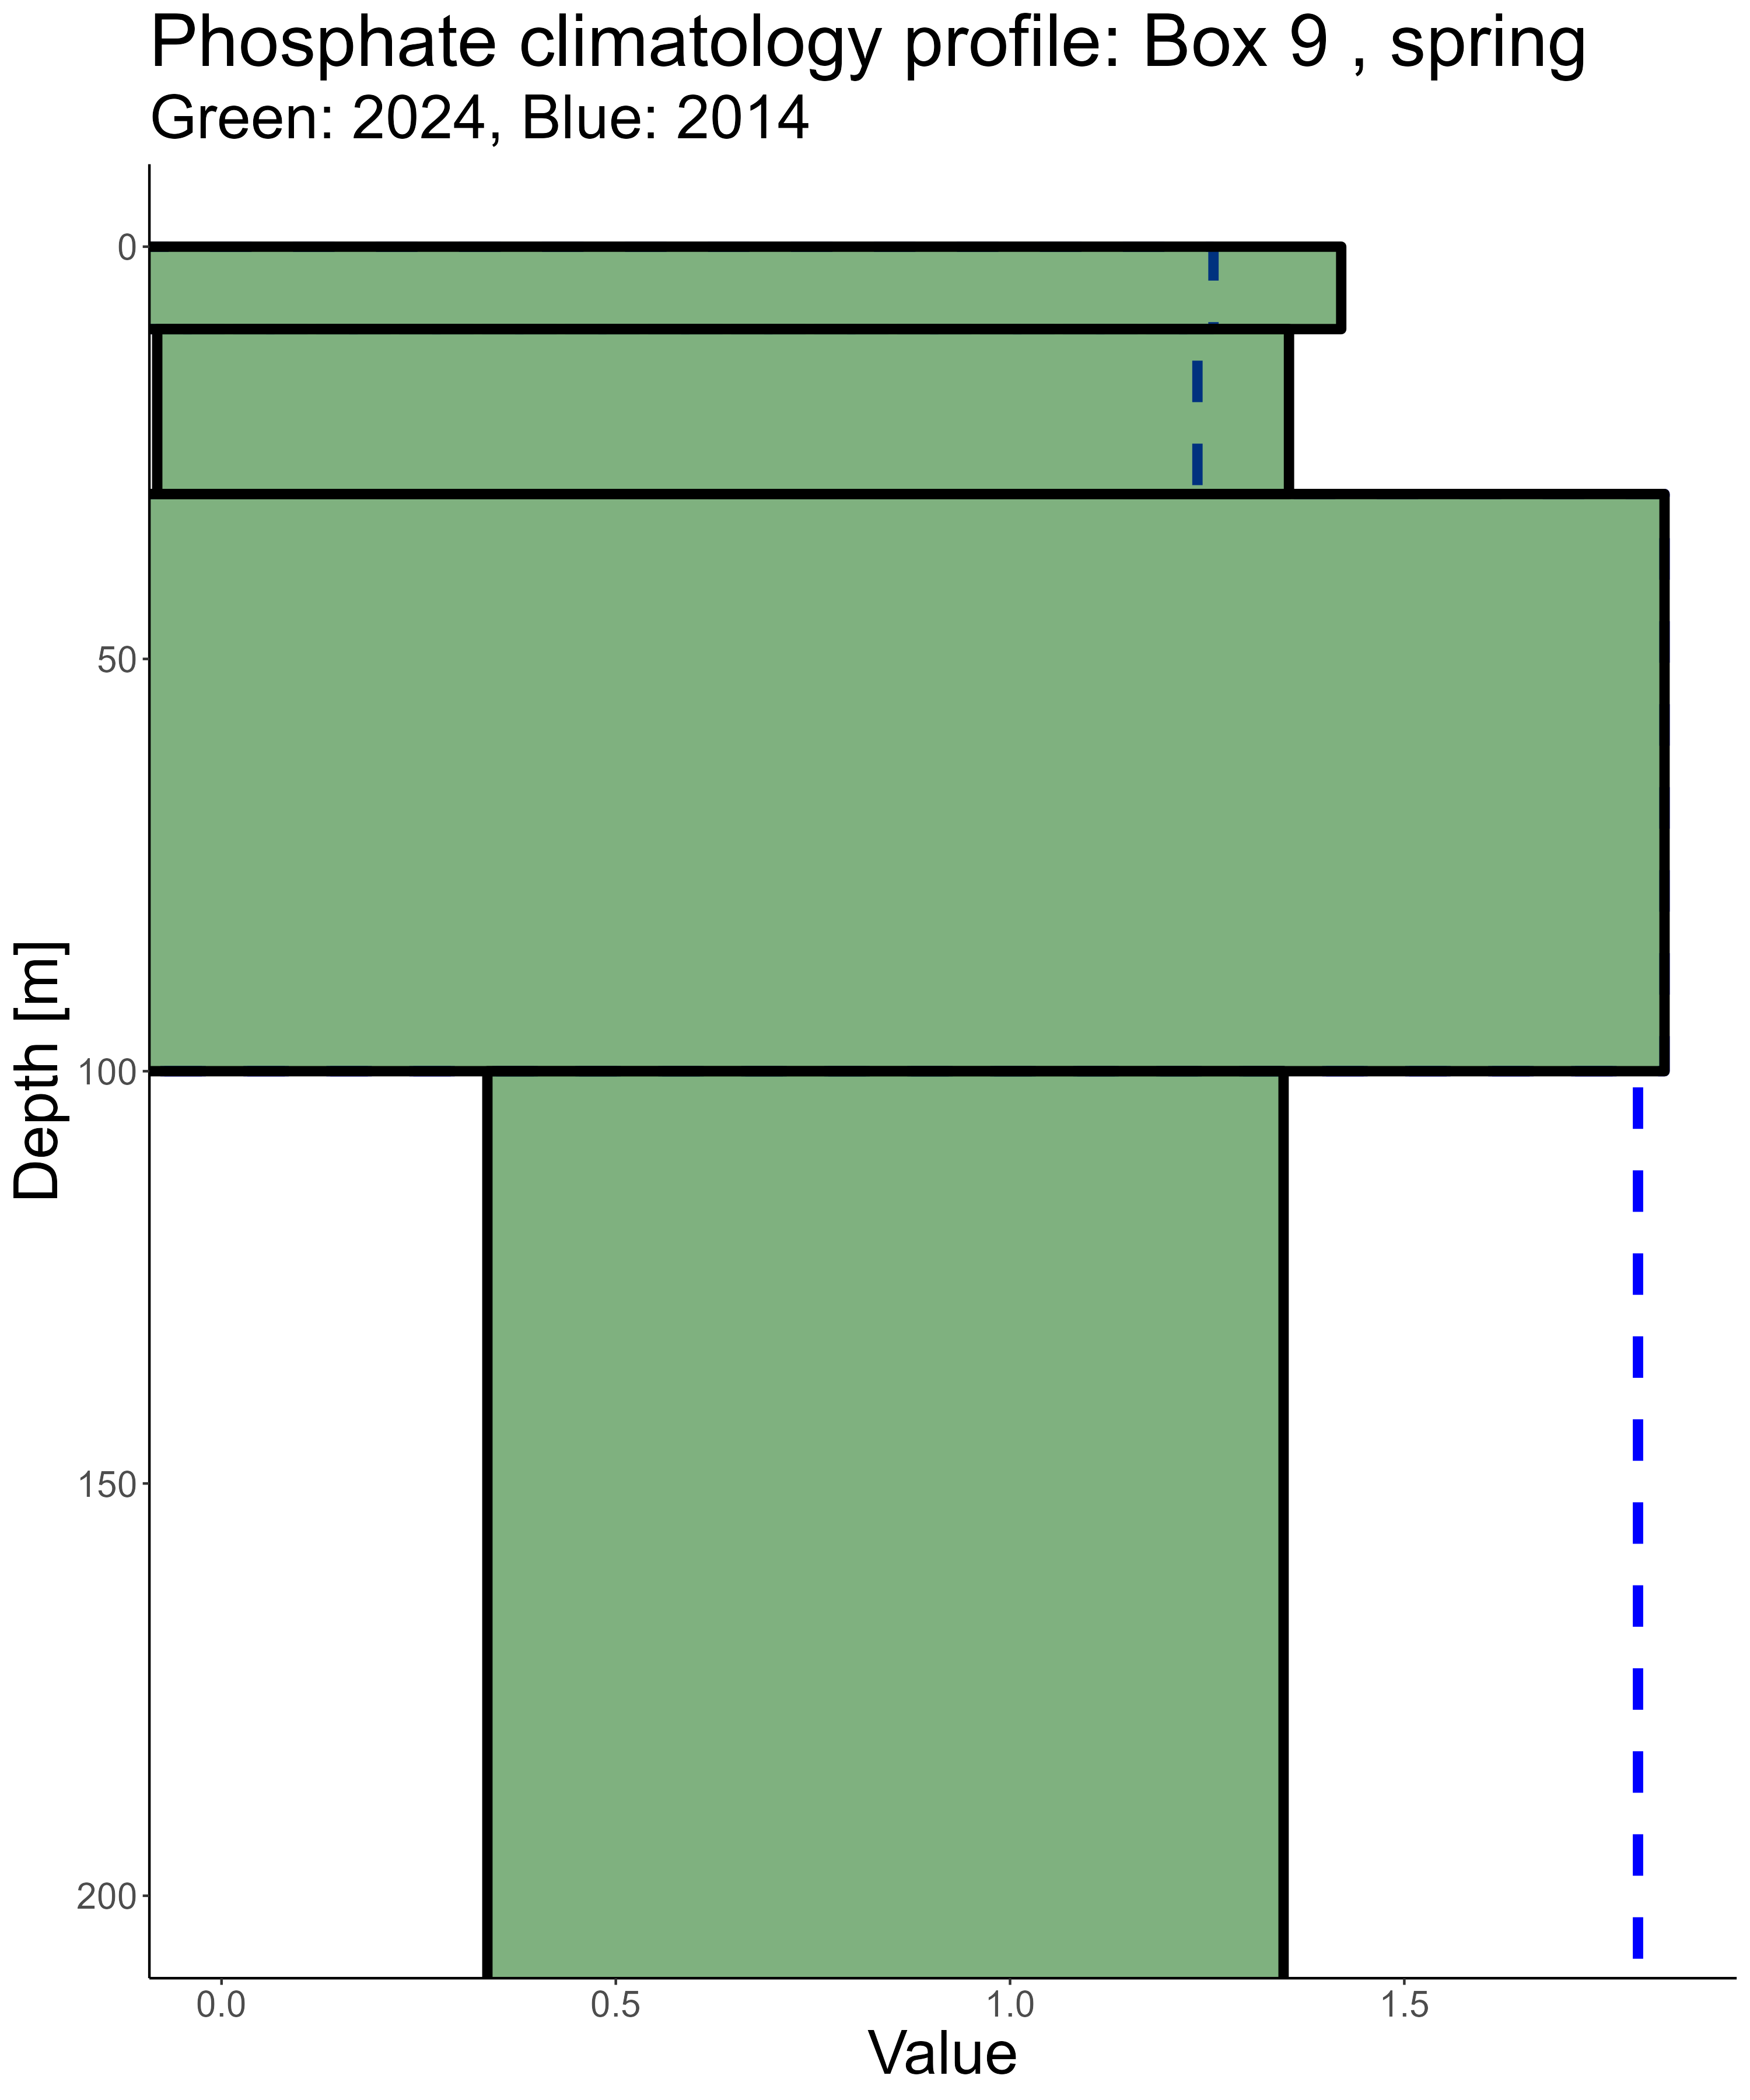 Phosphate climatology profile: Box 9 , spring
Green: 2024, Blue: 2014
0
50
100
150
200
Depth [m]
0.0 0.5 1.0 1.5
Value